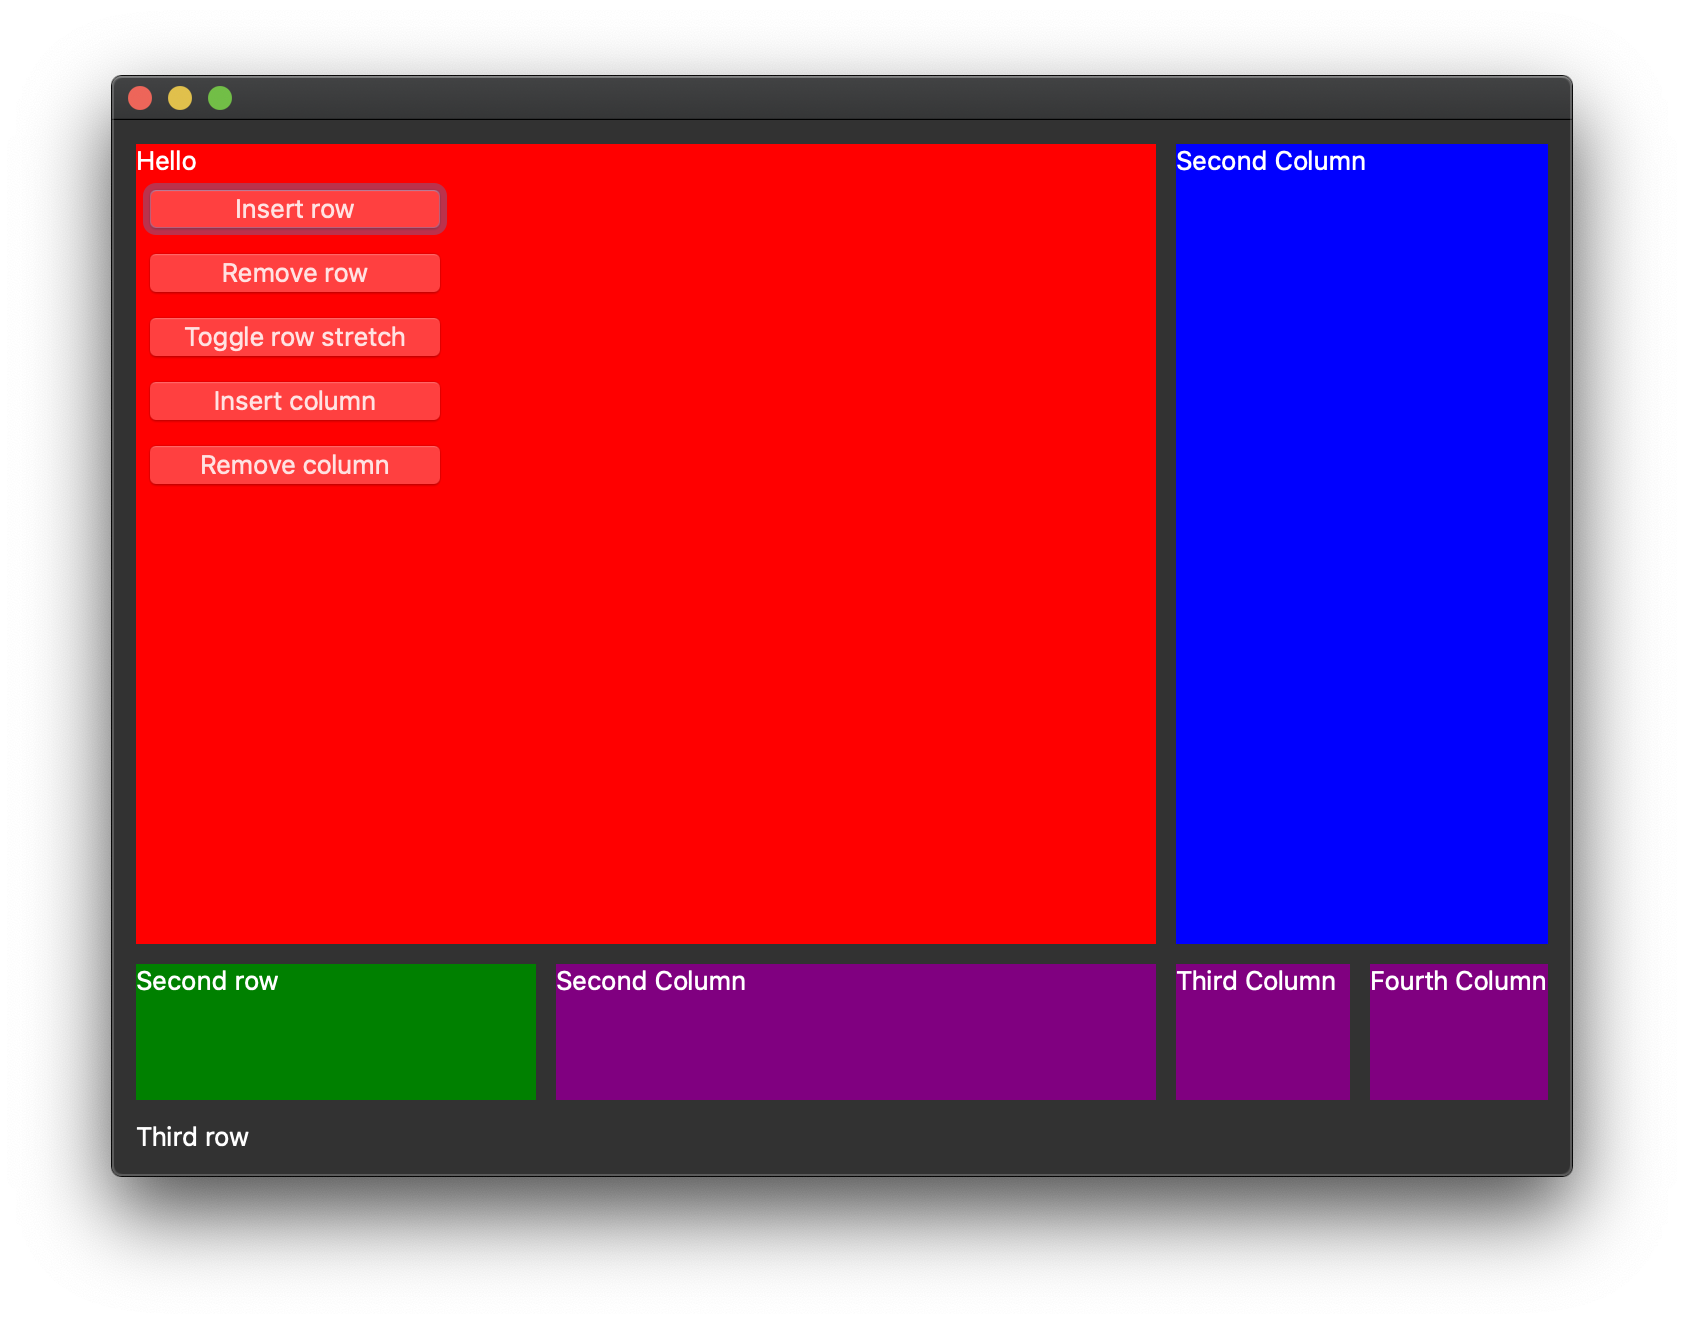 Hello
Second Column
Insert row
Remove row
Toggle row stretch
Insert column
Remove column
Second row
Second Column
Third Column
Fourth Column
Third row